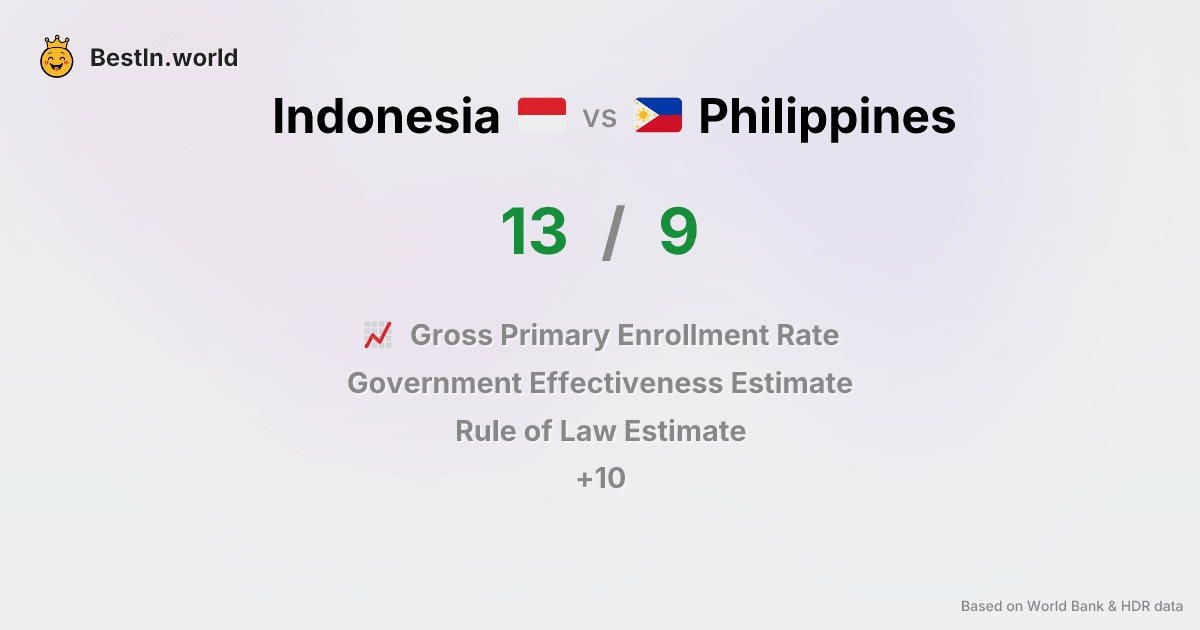 BestIn.world
Indonesia vs Philippines
13 / 9
Gross Primary Enrollment Rate
Government Effectiveness Estimate
Rule of Law Estimate
+10
Based on World Bank & HDR data